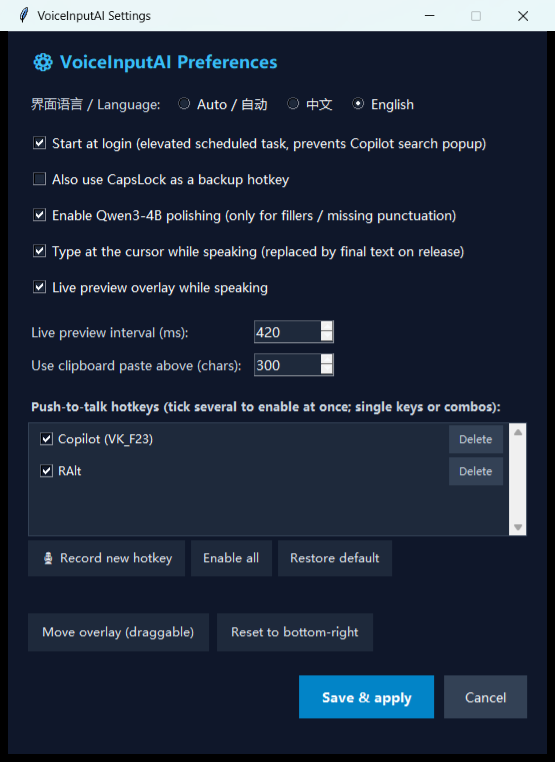 VoiceInputAI Settings
VoiceInputAI Preferences
界面语言 / Language: Auto / 自动 中文 English
Start at login (elevated scheduled task, prevents Copilot search popup)
Also use CapsLock as a backup hotkey
Enable Qwen3-4B polishing (only for fillers / missing punctuation)
Type at the cursor while speaking (replaced by final text on release)
Live preview overlay while speaking
Live preview interval (ms): 420
Use clipboard paste above (chars): 300
Push-to-talk hotkeys (tick several to enable at once; single keys or combos):
Copilot (VK_F23) Delete
RAlt Delete
Record new hotkey Enable all Restore default
Move overlay (draggable) Reset to bottom-right
Save & apply Cancel